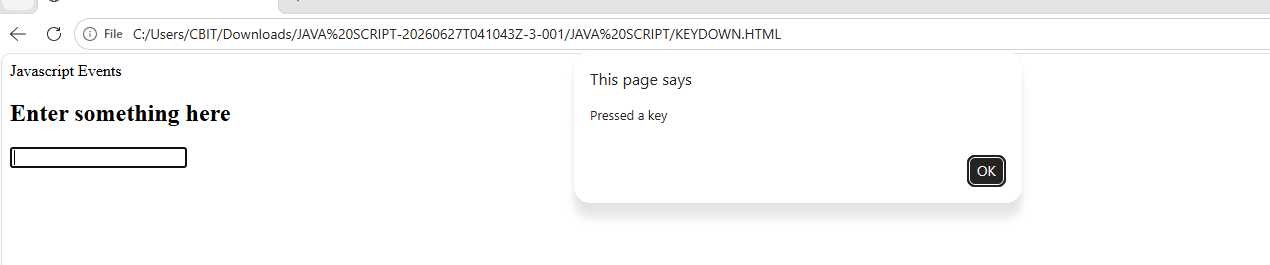 File C:/Users/CBIT/Downloads/JAVA%20SCRIPT-20260627T041043Z-3-001/JAVA%20SCRIPT/KEYDOWN.HTML
Javascript Events
Enter something here
This page says
Pressed a key
OK